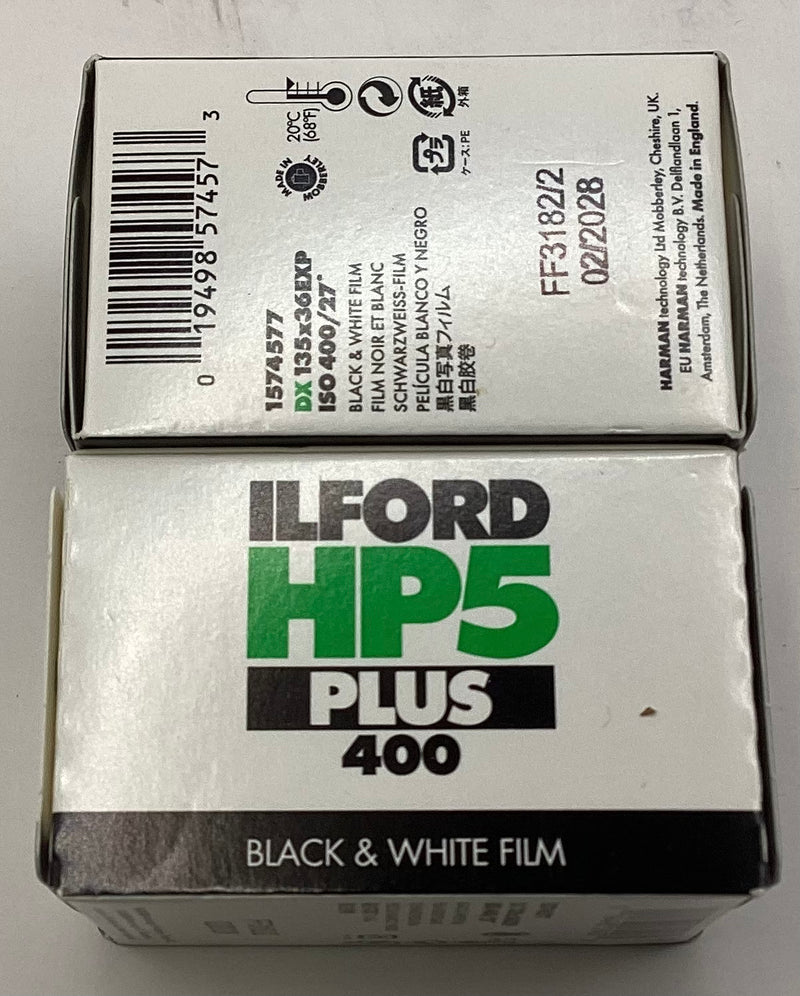 0 19498 57457 3
20°C
(68°F)
紙
外箱
プラ
ケース: PE
MADE IN
MOBBERLEY
1574577
DX 135x36EXP
ISO 400/27°
BLACK & WHITE FILM
FILM NOIR ET BLANC
SCHWARZWEISS-FILM
PELÍCULA BLANCO Y NEGRO
黒白写真フィルム
黑白胶卷
FF3182/2
02/2028
HARMAN technology Ltd Mobberley, Cheshire, UK.
EU HARMAN technology B.V. Delflandlaan 1,
Amsterdam, The Netherlands. Made in England.
ILFORD
HP5
PLUS
400
BLACK & WHITE FILM